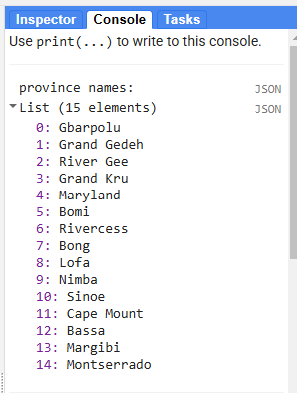 Inspector Console Tasks
Use print(...) to write to this console.
province names: JSON
List (15 elements) JSON
0: Gbarpolu
1: Grand Gedeh
2: River Gee
3: Grand Kru
4: Maryland
5: Bomi
6: Rivercess
7: Bong
8: Lofa
9: Nimba
10: Sinoe
11: Cape Mount
12: Bassa
13: Margibi
14: Montserrado